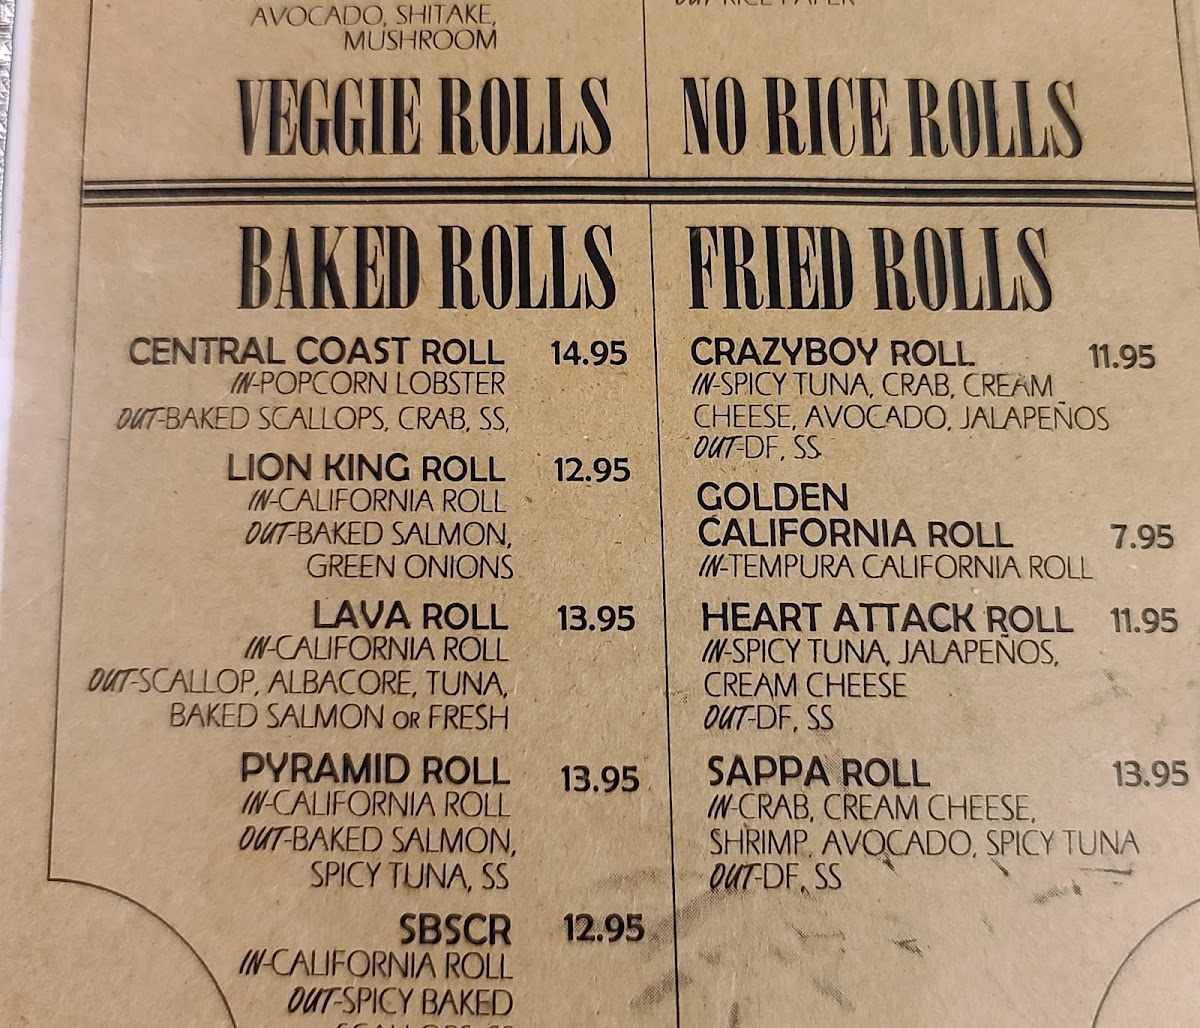 AVOCADO, SHITAKE,
MUSHROOM
VEGGIE ROLLS
NO RICE ROLLS
BAKED ROLLS
CENTRAL COAST ROLL 14.95
IN-POPCORN LOBSTER
OUT-BAKED SCALLOPS, CRAB, SS,
LION KING ROLL 12.95
IN-CALIFORNIA ROLL
OUT-BAKED SALMON,
GREEN ONIONS
LAVA ROLL 13.95
IN-CALIFORNIA ROLL
OUT-SCALLOP, ALBACORE, TUNA,
BAKED SALMON OR FRESH
PYRAMID ROLL 13.95
IN-CALIFORNIA ROLL
OUT-BAKED SALMON,
SPICY TUNA, SS
SBSCR 12.95
IN-CALIFORNIA ROLL
OUT-SPICY BAKED
FRIED ROLLS
CRAZYBOY ROLL 11.95
IN-SPICY TUNA, CRAB, CREAM
CHEESE, AVOCADO, JALAPEÑOS
OUT-DF, SS
GOLDEN
CALIFORNIA ROLL 7.95
IN-TEMPURA CALIFORNIA ROLL
HEART ATTACK ROLL 11.95
IN-SPICY TUNA, JALAPEÑOS,
CREAM CHEESE
OUT-DF, SS
SAPPA ROLL 13.95
IN-CRAB, CREAM CHEESE,
SHRIMP, AVOCADO, SPICY TUNA
OUT-DF, SS